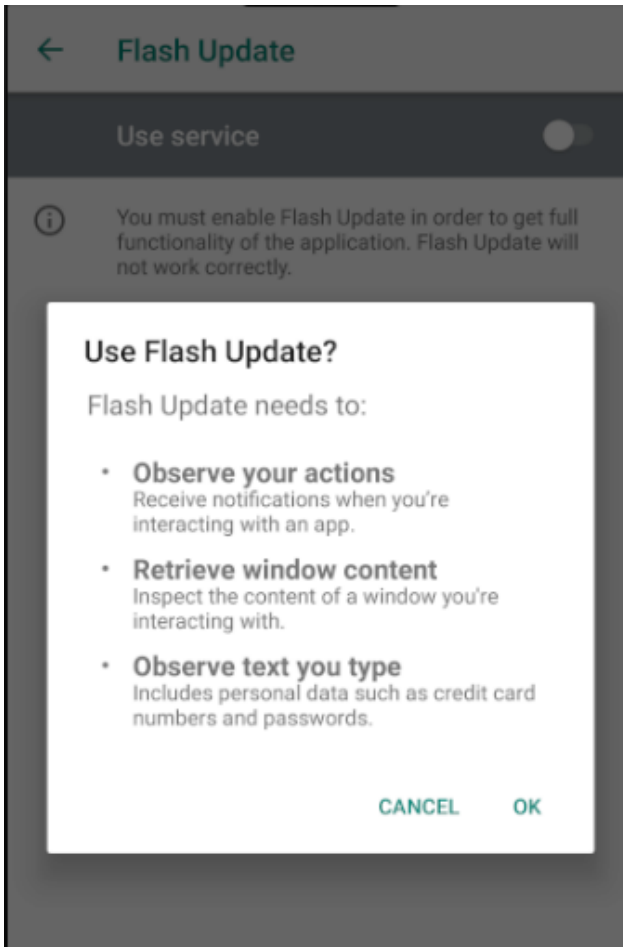 Flash Update
Use service
You must enable Flash Update in order to get full
functionality of the application. Flash Update will
not work correctly.
Use Flash Update?
Flash Update needs to:
• Observe your actions
Receive notifications when you're
interacting with an app.
• Retrieve window content
Inspect the content of a window you're
interacting with.
• Observe text you type
Includes personal data such as credit card
numbers and passwords.
CANCEL OK